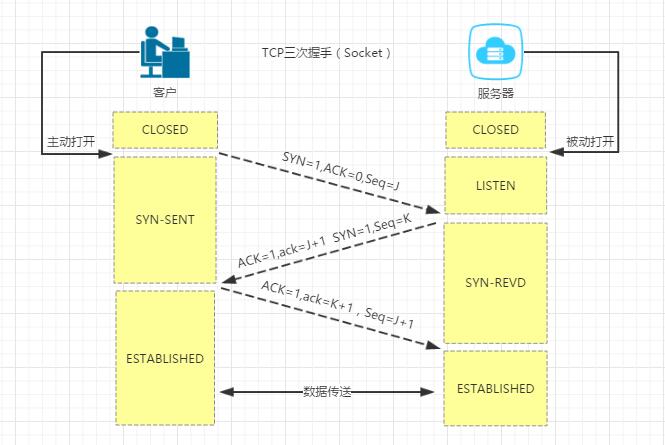 TCP三次握手（Socket）
客户
服务器
主动打开
被动打开
CLOSED
CLOSED
SYN=1,ACK=0,Seq=J
LISTEN
SYN-SENT
ACK=1,ack=J+1 SYN=1,Seq=K
SYN-REVD
ACK=1,ack=K+1，Seq=J+1
ESTABLISHED
ESTABLISHED
数据传送